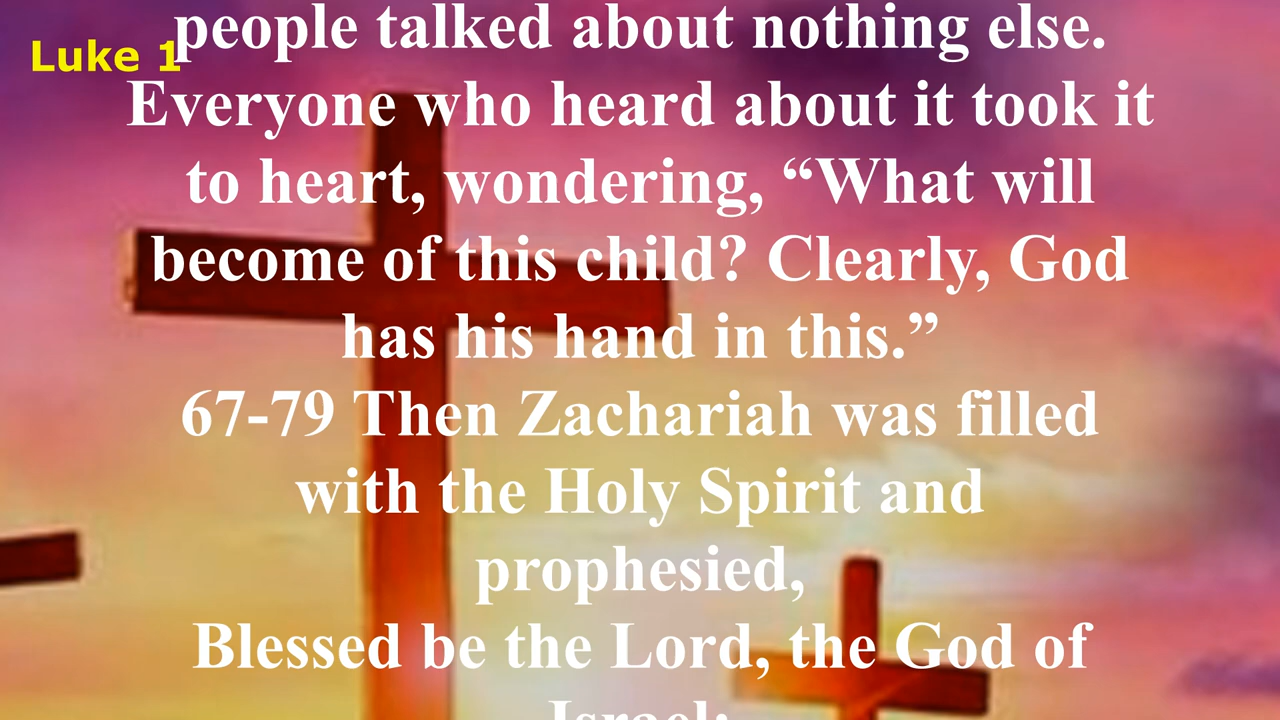 Luke 1
people talked about nothing else.
Everyone who heard about it took it
to heart, wondering, “What will
become of this child? Clearly, God
has his hand in this.”
67-79 Then Zachariah was filled
with the Holy Spirit and
prophesied,
Blessed be the Lord, the God of
Israel;